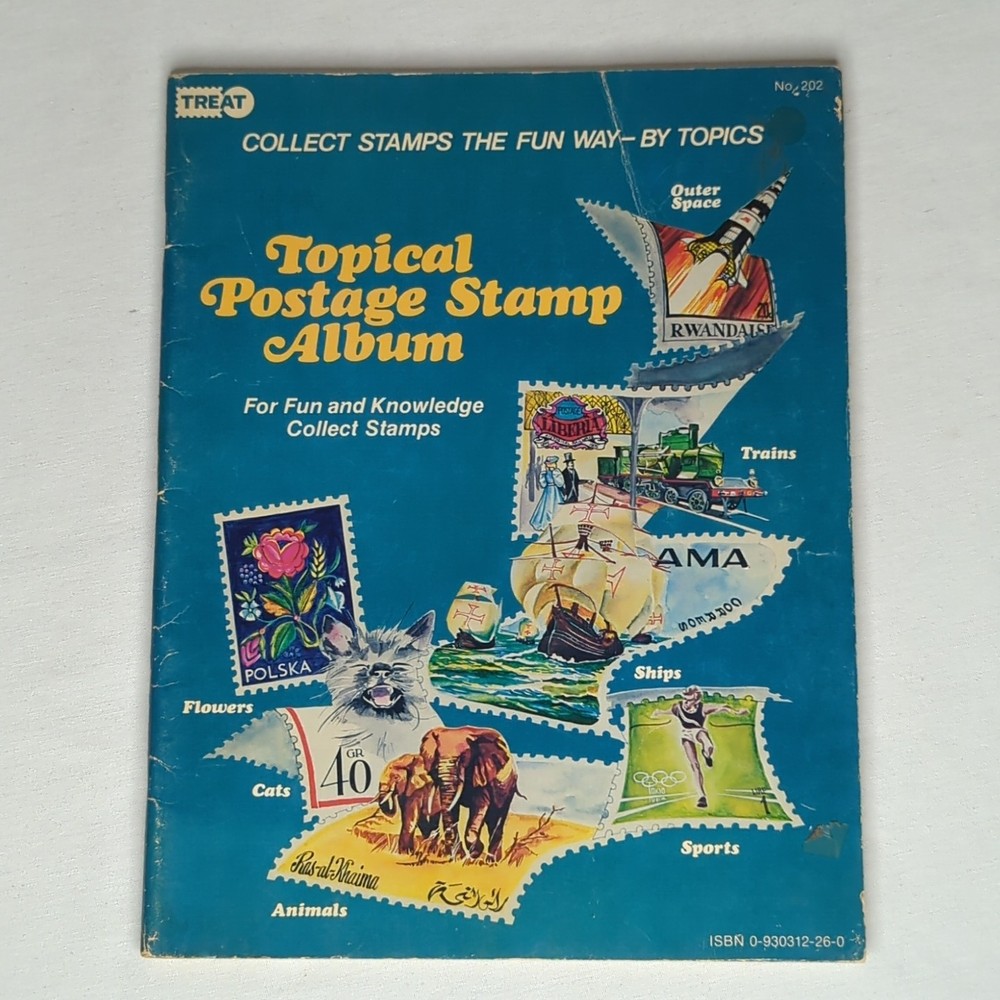 TREAT
No. 202
COLLECT STAMPS THE FUN WAY—BY TOPICS
Outer
Space
Topical
Postage Stamp
Album
RWANDAISE
For Fun and Knowledge
Collect Stamps
POSTAGE
LIBERIA
Trains
AMA
CORREOS
POLSKA
Ships
Flowers
GR
40
Cats
Sports
Ras-al-Khaima
Animals
ISBN 0-930312-26-0